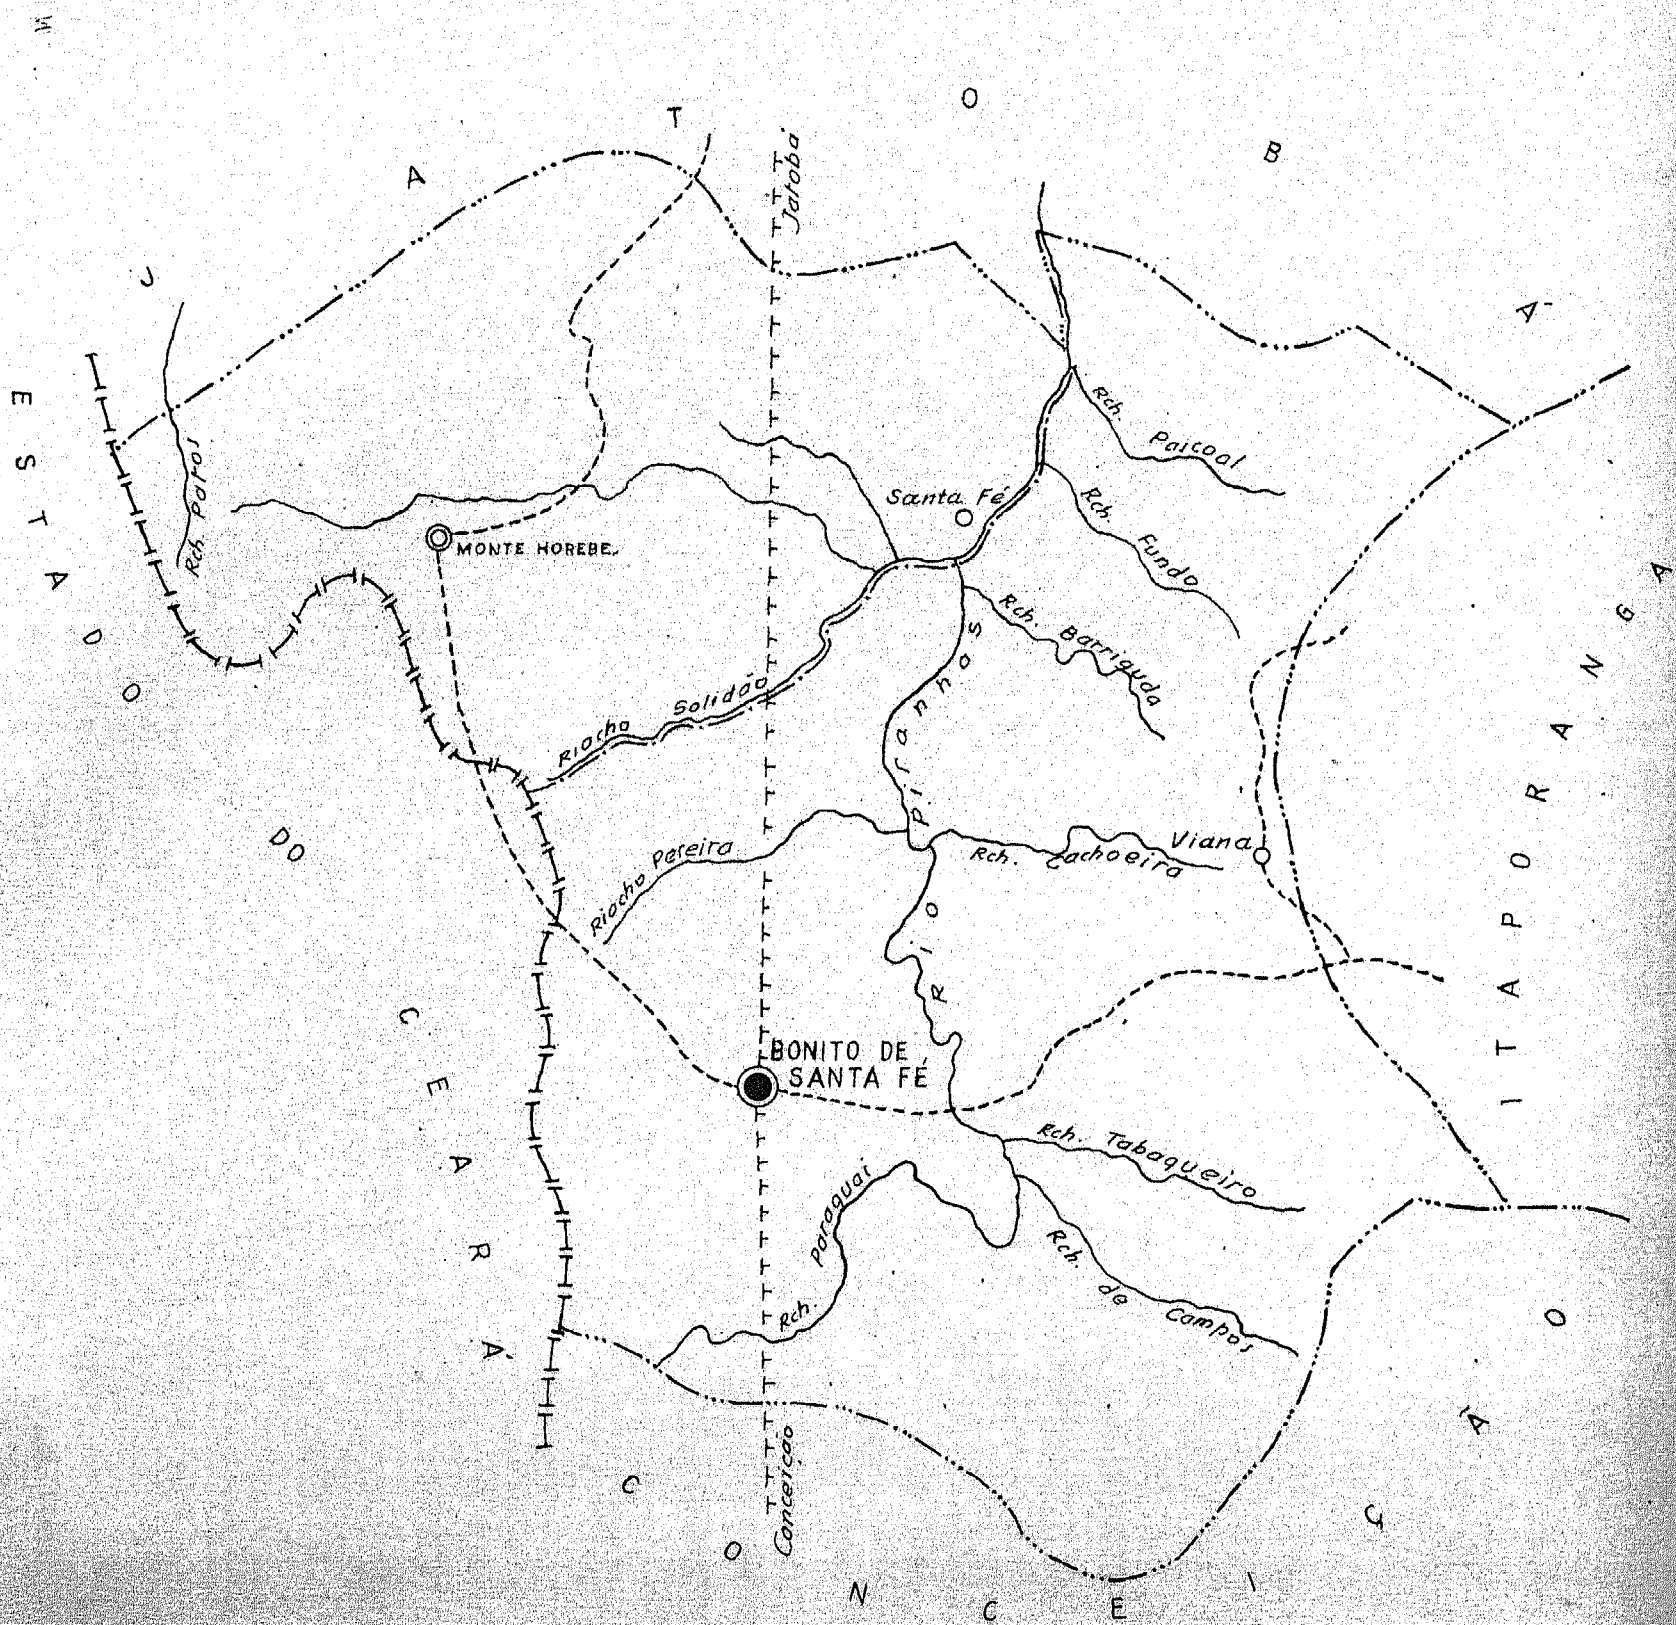 JATOBÁ
Jatobá
ESTADO DO CEARÁ
Rch. Patos
Rch. Pascoal
Santa Fé
Rch. Fundo
MONTE HOREBE
Rch. Barriguda
Riacho Solidão
Rio Piranhas
Riacho Pereira
Rch. Cachoeira
Viana
ITAPORANGA
BONITO DE
SANTA FÉ
Rch. Tabaqueiro
Rch. Paraguai
Rch. de Campos
Conceição
CONCEIÇÃO